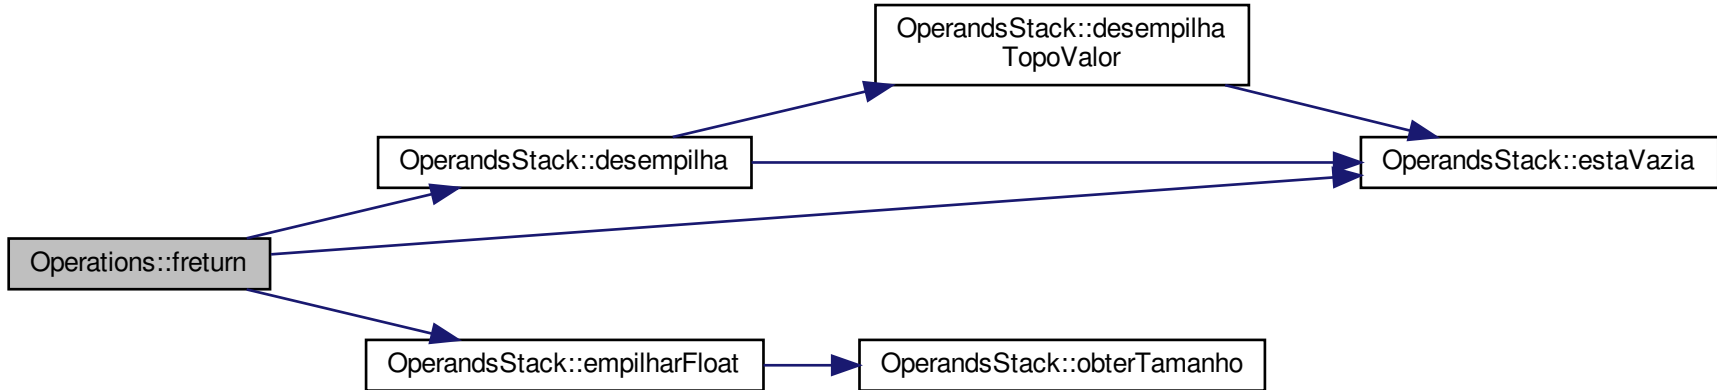 OperandsStack::desempilha
TopoValor
OperandsStack::desempilha
OperandsStack::estaVazia
Operations::freturn
OperandsStack::empilharFloat
OperandsStack::obterTamanho